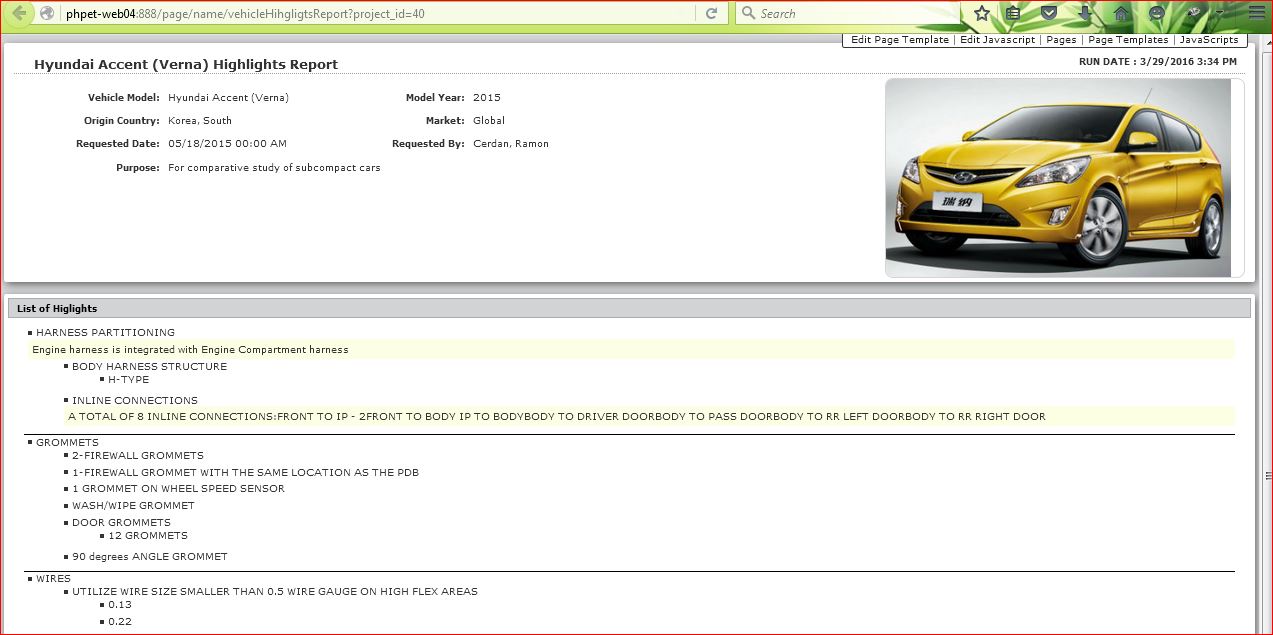 phpet-web04:888/page/name/vehicleHihgligtsReport?project_id=40
Search
Edit Page Template | Edit Javascript | Pages | Page Templates | JavaScripts
Hyundai Accent (Verna) Highlights Report
RUN DATE : 3/29/2016 3:34 PM
Vehicle Model: Hyundai Accent (Verna) Model Year: 2015
Origin Country: Korea, South Market: Global
Requested Date: 05/18/2015 00:00 AM Requested By: Cerdan, Ramon
Purpose: For comparative study of subcompact cars
瑞纳
List of Higlights
HARNESS PARTITIONING
Engine harness is integrated with Engine Compartment harness
BODY HARNESS STRUCTURE
H-TYPE
INLINE CONNECTIONS
A TOTAL OF 8 INLINE CONNECTIONS:FRONT TO IP - 2FRONT TO BODY IP TO BODYBODY TO DRIVER DOORBODY TO PASS DOORBODY TO RR LEFT DOORBODY TO RR RIGHT DOOR
GROMMETS
2-FIREWALL GROMMETS
1-FIREWALL GROMMET WITH THE SAME LOCATION AS THE PDB
1 GROMMET ON WHEEL SPEED SENSOR
WASH/WIPE GROMMET
DOOR GROMMETS
12 GROMMETS
90 degrees ANGLE GROMMET
WIRES
UTILIZE WIRE SIZE SMALLER THAN 0.5 WIRE GAUGE ON HIGH FLEX AREAS
0.13
0.22